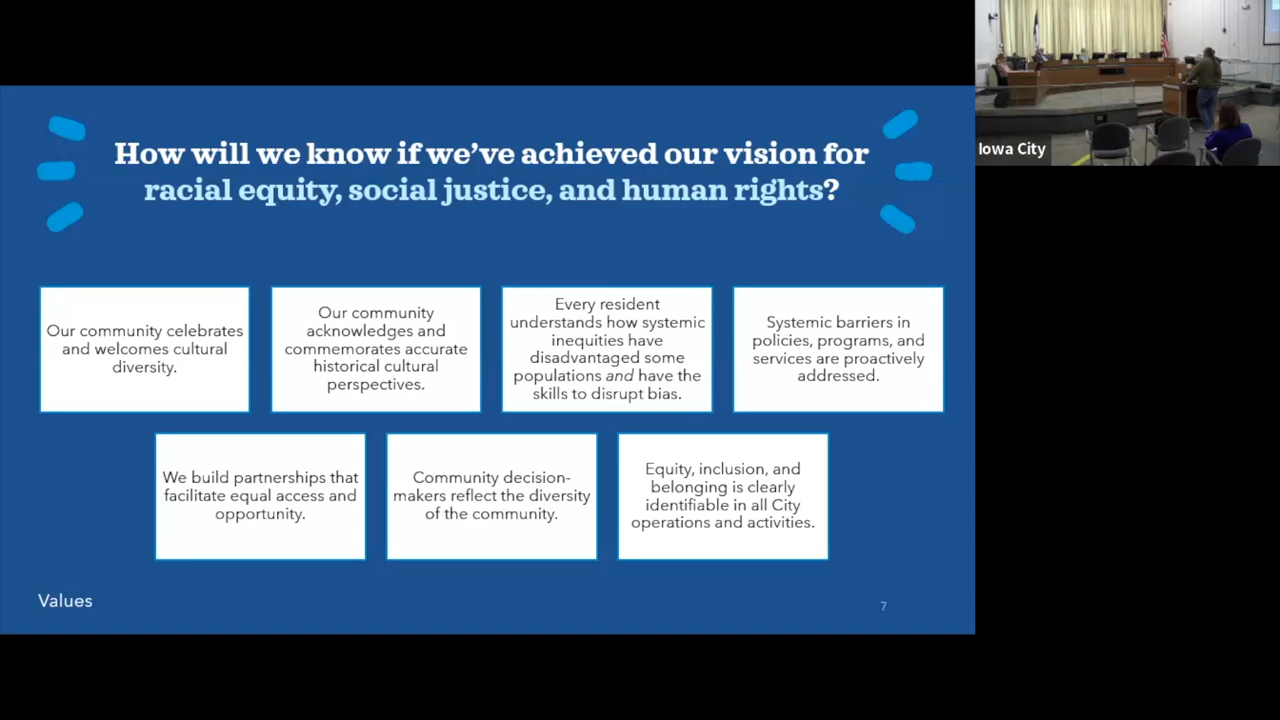 How will we know if we've achieved our vision for
racial equity, social justice, and human rights?
Our community celebrates
and welcomes cultural
diversity.
Our community
acknowledges and
commemorates accurate
historical cultural
perspectives.
Every resident
understands how systemic
inequities have
disadvantaged some
populations and have the
skills to disrupt bias.
Systemic barriers in
policies, programs, and
services are proactively
addressed.
We build partnerships that
facilitate equal access and
opportunity.
Community decision-
makers reflect the diversity
of the community.
Equity, inclusion, and
belonging is clearly
identifiable in all City
operations and activities.
Values
7
Iowa City